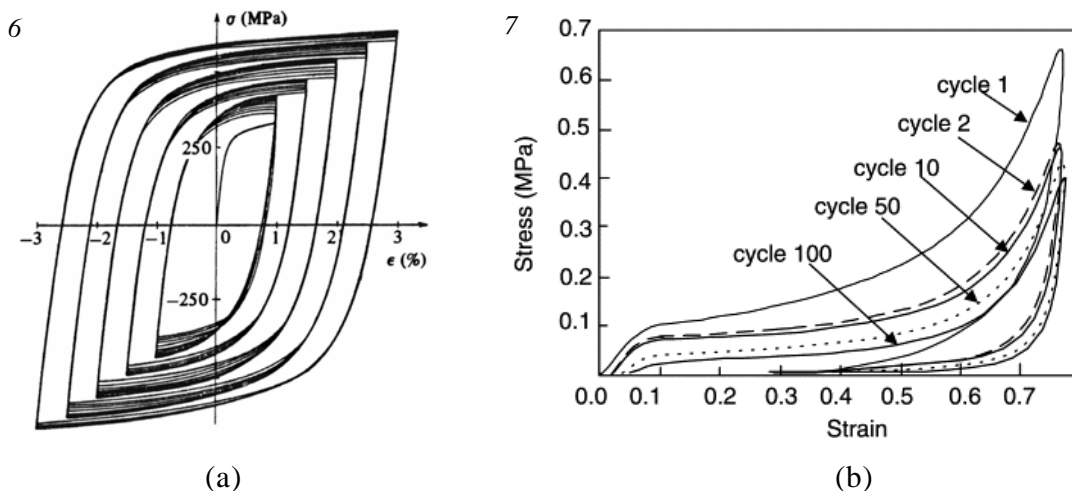 6
σ (MPa)
250
−3
−2
−1
0
1
2
3
ϵ (%)
−250
(a)
7
0.7
0.6
0.5
0.4
0.3
0.2
0.1
Stress (MPa)
cycle 1
cycle 2
cycle 10
cycle 50
cycle 100
0.0
0.1
0.2
0.3
0.4
0.5
0.6
0.7
Strain
(b)